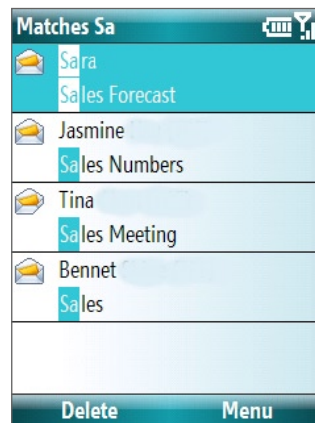 Matches Sa
Sara
Sales Forecast
Jasmine
Sales Numbers
Tina
Sales Meeting
Bennet
Sales
Delete Menu